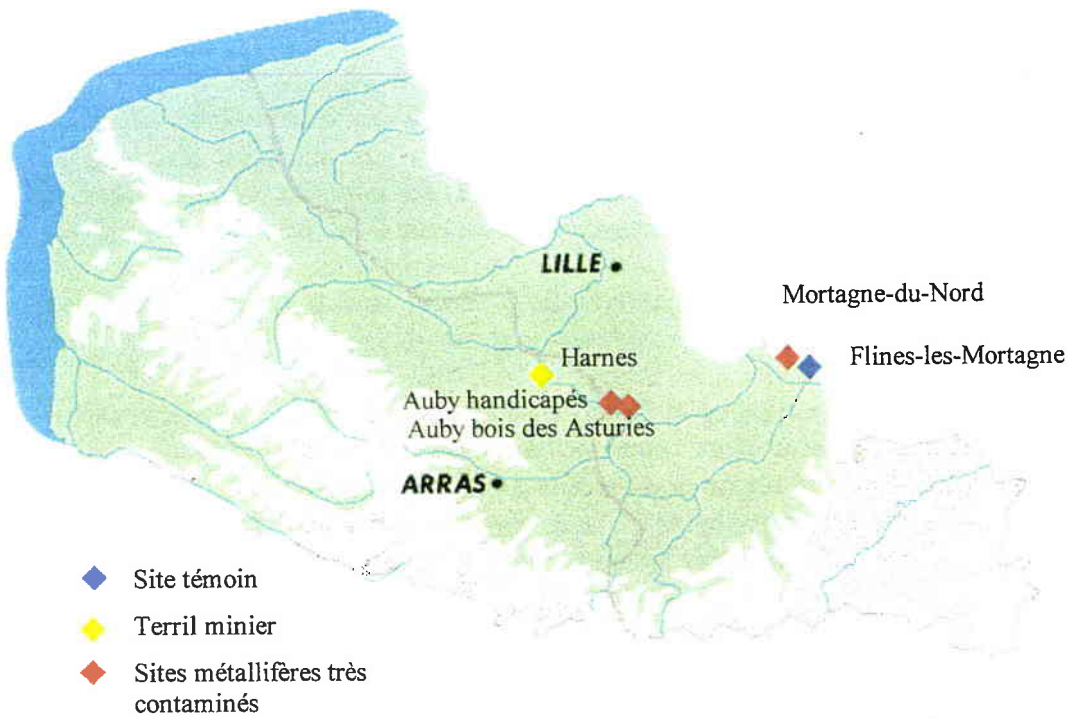 LILLE
Mortagne-du-Nord
Harnes
Flines-les-Mortagne
Auby handicapés
Auby bois des Asturies
ARRAS
Site témoin
Terril minier
Sites métallifères très
contaminés